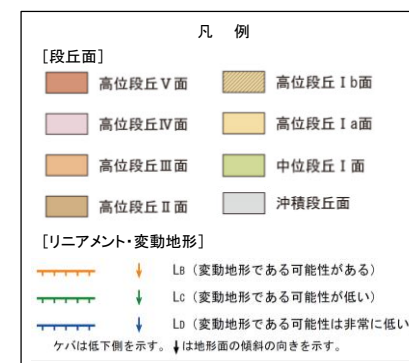 凡 例
[段丘面]
高位段丘Ⅴ面 高位段丘Ⅰb面
高位段丘Ⅳ面 高位段丘Ⅰa面
高位段丘Ⅲ面 中位段丘Ⅰ面
高位段丘Ⅱ面 沖積段丘面
[リニアメント・変動地形]
LB (変動地形である可能性がある)
LC (変動地形である可能性が低い)
LD (変動地形である可能性は非常に低い
ケバは低下側を示す。↓は地形面の傾斜の向きを示す。